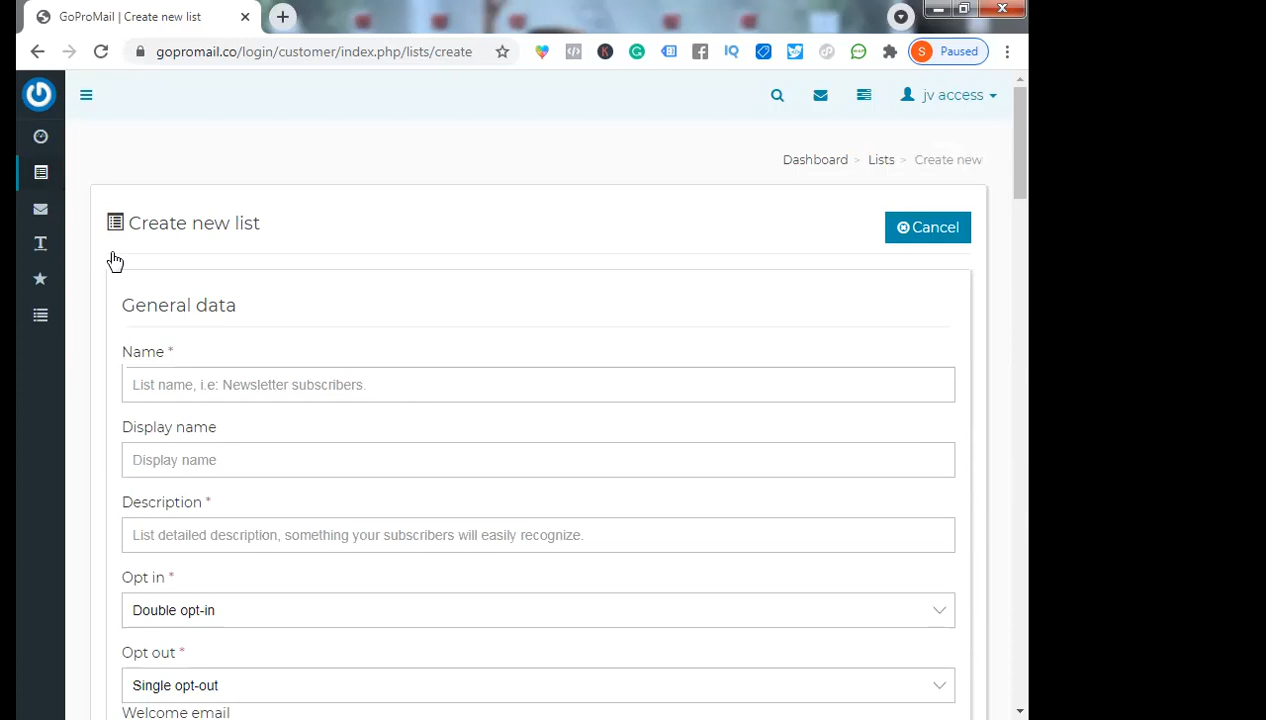 GoProMail | Create new list
gopromail.co/login/customer/index.php/lists/create
S Paused
jv access
Dashboard > Lists > Create new
Create new list
Cancel
General data
Name *
List name, i.e: Newsletter subscribers.
Display name
Display name
Description *
List detailed description, something your subscribers will easily recognize.
Opt in *
Double opt-in
Opt out *
Single opt-out
Welcome email